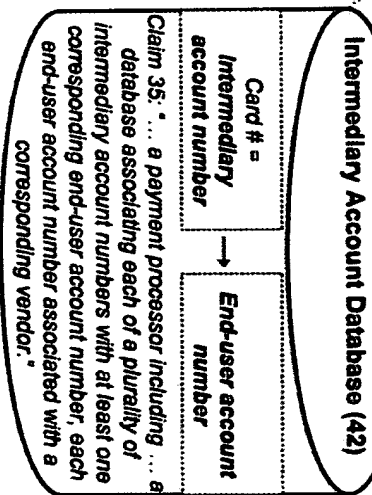 Intermediary Account Database (42)
Card # =
Intermediary
account number
→
End-user account
number
Claim 35: "... a payment processor including ... a
database associating each of a plurality of
intermediary account numbers with at least one
corresponding end-user account number, each
end-user account number associated with a
corresponding vendor."